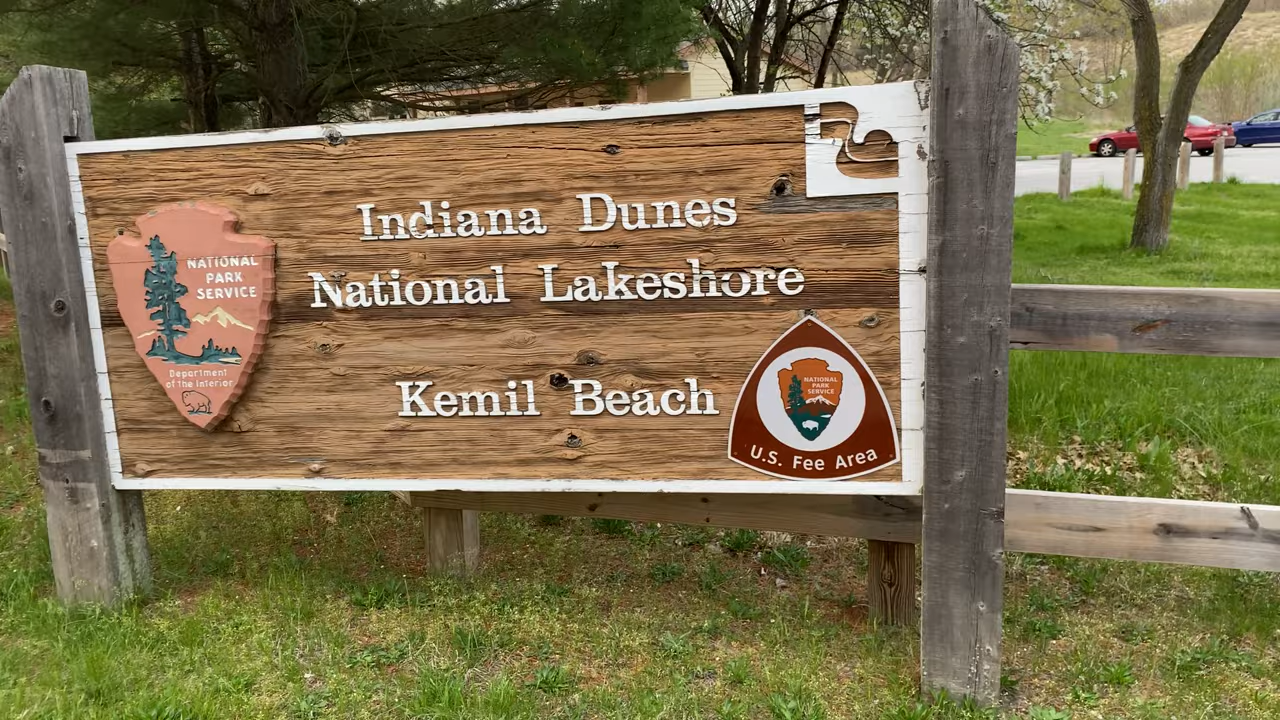 Indiana Dunes
National Lakeshore
Kemil Beach
NATIONAL
PARK
SERVICE
Department
of the Interior
NATIONAL
PARK
SERVICE
U.S. Fee Area